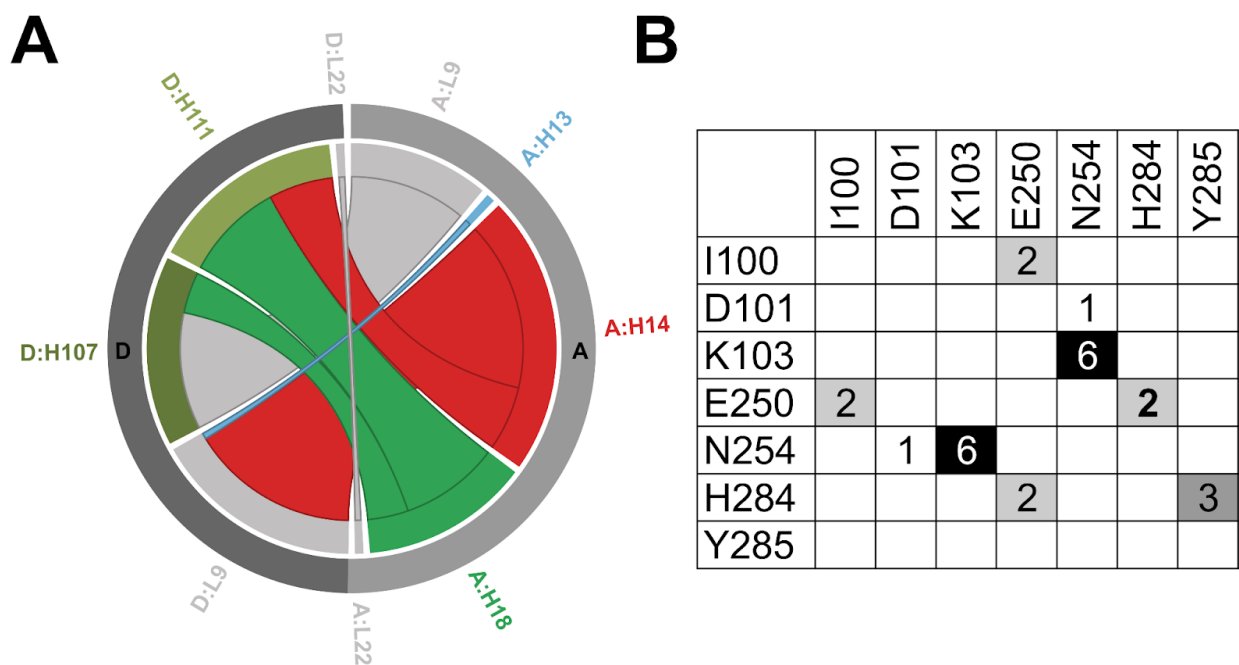 A
D:L22
A:L9
D:H111
A:H13
D:H107
D
A
A:H14
D:L9
A:L22
A:H18
B
I100 D101 K103 E250 N254 H284 Y285
I100 2
D101 1
K103 6
E250 2 2
N254 1 6
H284 2 3
Y285